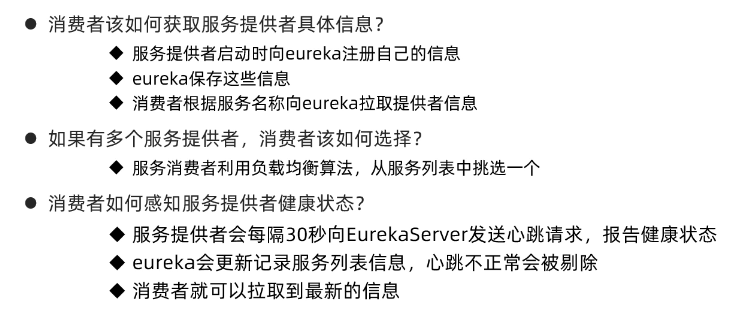 ● 消费者该如何获取服务提供者具体信息？
◆ 服务提供者启动时向eureka注册自己的信息
◆ eureka保存这些信息
◆ 消费者根据服务名称向eureka拉取提供者信息
● 如果有多个服务提供者，消费者该如何选择？
◆ 服务消费者利用负载均衡算法，从服务列表中挑选一个
● 消费者如何感知服务提供者健康状态？
◆ 服务提供者会每隔30秒向EurekaServer发送心跳请求，报告健康状态
◆ eureka会更新记录服务列表信息，心跳不正常会被剔除
◆ 消费者就可以拉取到最新的信息